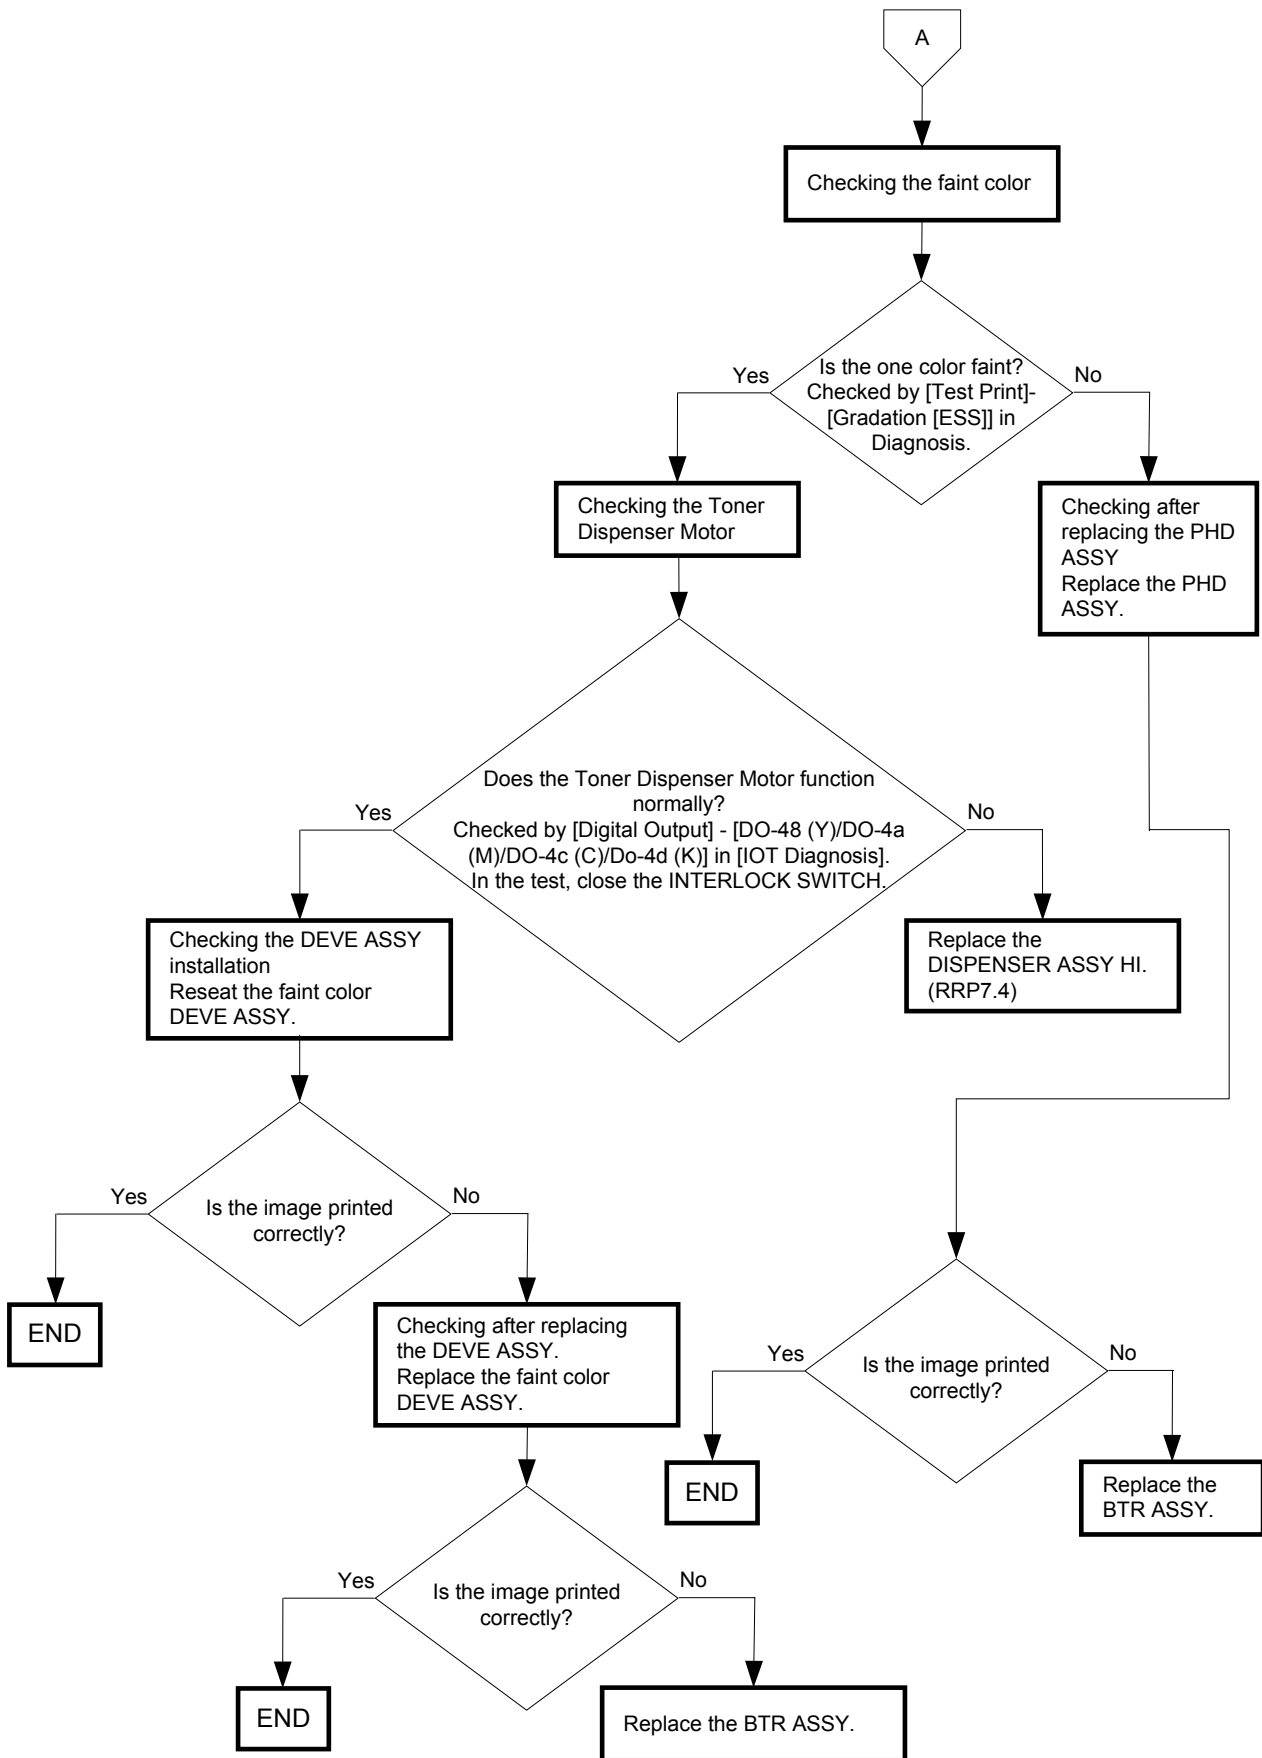 A
Checking the faint color
Is the one color faint?
Checked by [Test Print]-
[Gradation [ESS]] in
Diagnosis.
Yes
No
Checking the Toner
Dispenser Motor
Checking after
replacing the PHD
ASSY
Replace the PHD
ASSY.
Does the Toner Dispenser Motor function
normally?
Checked by [Digital Output] - [DO-48 (Y)/DO-4a
(M)/DO-4c (C)/Do-4d (K)] in [IOT Diagnosis].
In the test, close the INTERLOCK SWITCH.
Yes
No
Checking the DEVE ASSY
installation
Reseat the faint color
DEVE ASSY.
Replace the
DISPENSER ASSY HI.
(RRP7.4)
Yes
Is the image printed
correctly?
No
END
Checking after replacing
the DEVE ASSY.
Replace the faint color
DEVE ASSY.
Yes
Is the image printed
correctly?
No
END
Replace the
BTR ASSY.
Yes
Is the image printed
correctly?
No
END
Replace the BTR ASSY.